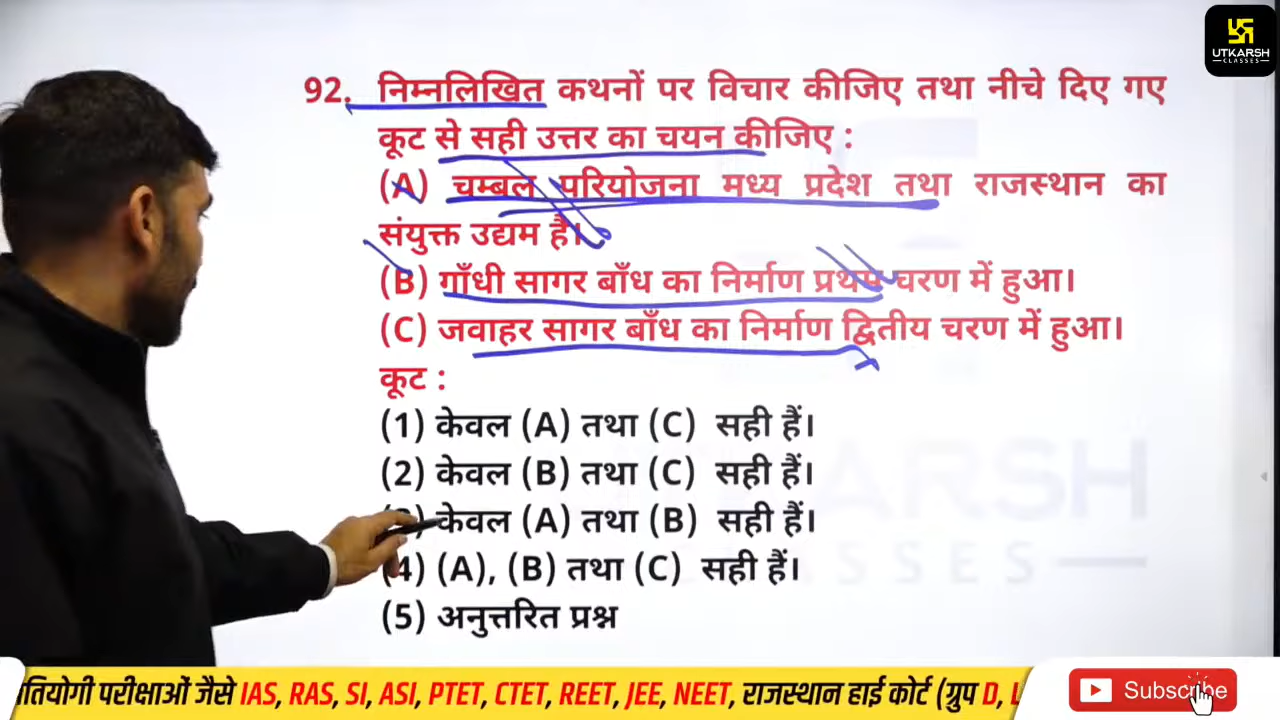 UTKARSH
CLASSES
92. निम्नलिखित कथनों पर विचार कीजिए तथा नीचे दिए गए
कूट से सही उत्तर का चयन कीजिए :
(A) चम्बल परियोजना मध्य प्रदेश तथा राजस्थान का
संयुक्त उद्यम है।
(B) गाँधी सागर बाँध का निर्माण प्रथम चरण में हुआ।
(C) जवाहर सागर बाँध का निर्माण द्वितीय चरण में हुआ।
कूट :
(1) केवल (A) तथा (C) सही हैं।
(2) केवल (B) तथा (C) सही हैं।
(3) केवल (A) तथा (B) सही हैं।
(4) (A), (B) तथा (C) सही हैं।
(5) अनुत्तरित प्रश्न
तियोगी परीक्षाओं जैसे IAS, RAS, SI, ASI, PTET, CTET, REET, JEE, NEET, राजस्थान हाई कोर्ट (ग्रुप D, L
Subscribe